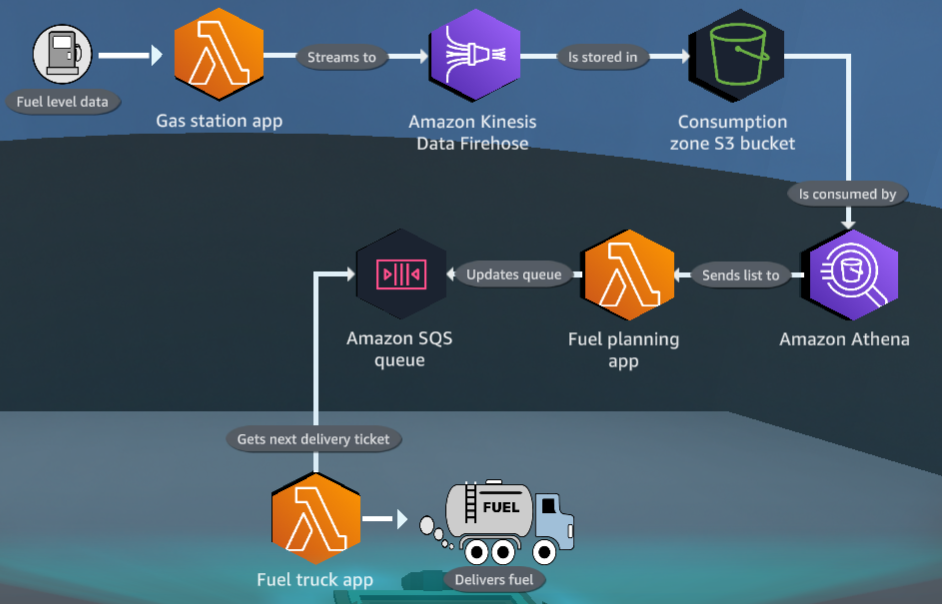 Fuel level data
Streams to
Is stored in
Gas station app
Amazon Kinesis
Data Firehose
Consumption
zone S3 bucket
Is consumed by
Updates queue
Sends list to
Amazon SQS
queue
Fuel planning
app
Amazon Athena
Gets next delivery ticket
FUEL
Fuel truck app
Delivers fuel